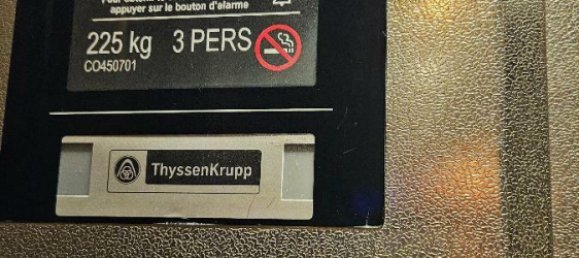 appuyer sur le bouton d'alarme
225 kg 3 PERS
CO450701
ThyssenKrupp